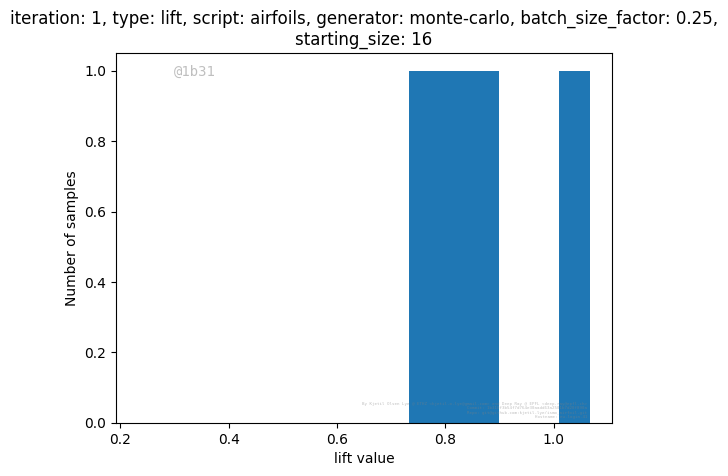 iteration: 1, type: lift, script: airfoils, generator: monte-carlo, batch_size_factor: 0.25,
starting_size: 16
@1b31
1.0
0.8
0.6
0.4
0.2
0.0
Number of samples
0.2 0.4 0.6 0.8 1.0
lift value